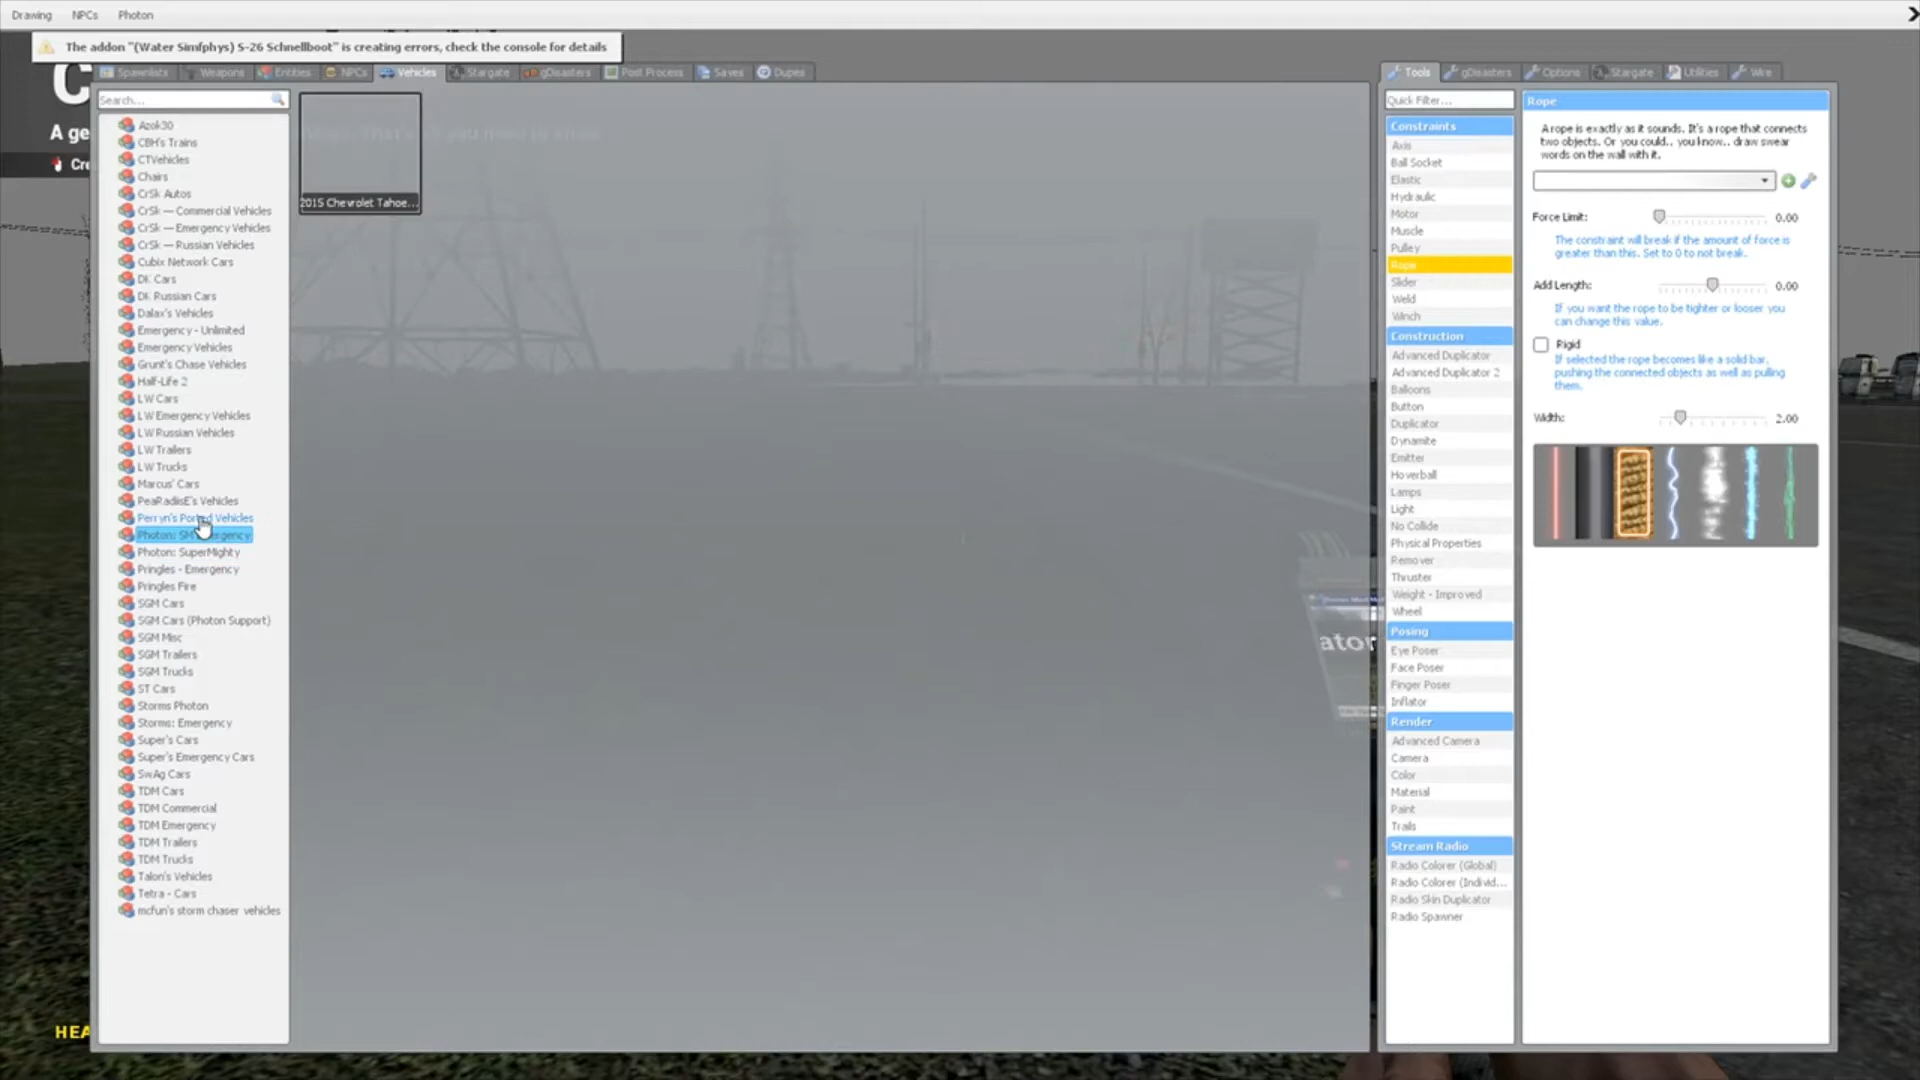 Drawing NPCs Photon
The addon "(Water Simfphys) S-26 Schnellboot" is creating errors, check the console for details
Spawnlists Weapons Entities NPCs Vehicles Stargate gDisasters Post Process Saves Dupes
Search...
Azok30
CBH's Trains
CTVehicles
Chairs
CrSk Autos
CrSk — Commercial Vehicles
CrSk — Emergency Vehicles
CrSk — Russian Vehicles
Cubix Network Cars
DK Cars
DK Russian Cars
Dalax's Vehicles
Emergency - Unlimited
Emergency Vehicles
Grunt's Chase Vehicles
Half-Life 2
LW Cars
LW Emergency Vehicles
LW Russian Vehicles
LW Trailers
LW Trucks
Marcus' Cars
PeaRadiisE's Vehicles
Perryn's Ported Vehicles
Photon: SM Emergency
Photon: SuperMighty
Pringles - Emergency
Pringles Fire
SGM Cars
SGM Cars (Photon Support)
SGM Misc
SGM Trailers
SGM Trucks
ST Cars
Storms Photon
Storms: Emergency
Super's Cars
Super's Emergency Cars
SwAg Cars
TDM Cars
TDM Commercial
TDM Emergency
TDM Trailers
TDM Trucks
Talon's Vehicles
Tetra - Cars
mcfun's storm chaser vehicles
2015 Chevrolet Tahoe...
C
A ge
Cre
HEA
ator
Tools gDisasters Options Stargate Utilities Wire
Quick Filter...
Constraints
Axis
Ball Socket
Elastic
Hydraulic
Motor
Muscle
Pulley
Rope
Slider
Weld
Winch
Construction
Advanced Duplicator
Advanced Duplicator 2
Balloons
Button
Duplicator
Dynamite
Emitter
Hoverball
Lamps
Light
No Collide
Physical Properties
Remover
Thruster
Weight - Improved
Wheel
Posing
Eye Poser
Face Poser
Finger Poser
Inflator
Render
Advanced Camera
Camera
Color
Material
Paint
Trails
Stream Radio
Radio Colorer (Global)
Radio Colorer (Individ...
Radio Skin Duplicator
Radio Spawner
Rope
A rope is exactly as it sounds. It's a rope that connects
two objects. Or you could.. you know.. draw swear
words on the wall with it.
Force Limit: 0.00
The constraint will break if the amount of force is
greater than this. Set to 0 to not break.
Add Length: 0.00
If you want the rope to be tighter or looser you
can change this value.
Rigid
If selected the rope becomes like a solid bar,
pushing the connected objects as well as pulling
them.
Width: 2.00